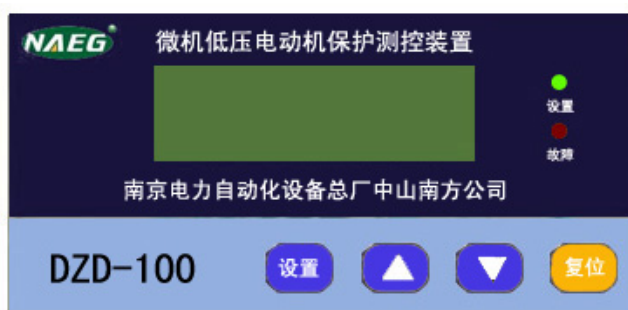 NAEG
微机低压电动机保护测控装置
设置
故障
南京电力自动化设备总厂中山南方公司
DZD-100
设置
复位